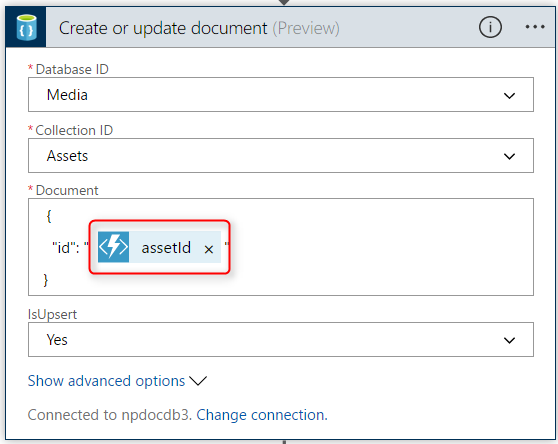 Create or update document (Preview)
* Database ID
Media
* Collection ID
Assets
* Document
{
"id": " assetId × "
}
IsUpsert
Yes
Show advanced options
Connected to npdocdb3. Change connection.